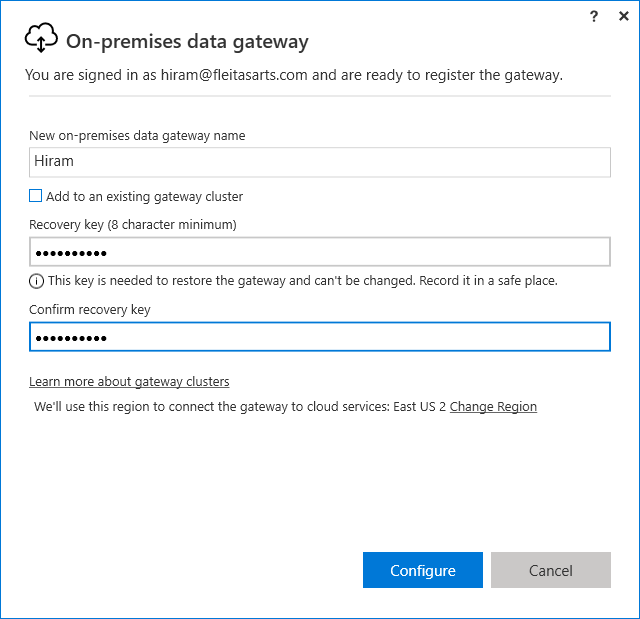 ?
On-premises data gateway
You are signed in as hiram@fleitasarts.com and are ready to register the gateway.
New on-premises data gateway name
Hiram
Add to an existing gateway cluster
Recovery key (8 character minimum)
●●●●●●●●●●
This key is needed to restore the gateway and can't be changed. Record it in a safe place.
Confirm recovery key
●●●●●●●●●●
Learn more about gateway clusters
We'll use this region to connect the gateway to cloud services: East US 2 Change Region
Configure Cancel